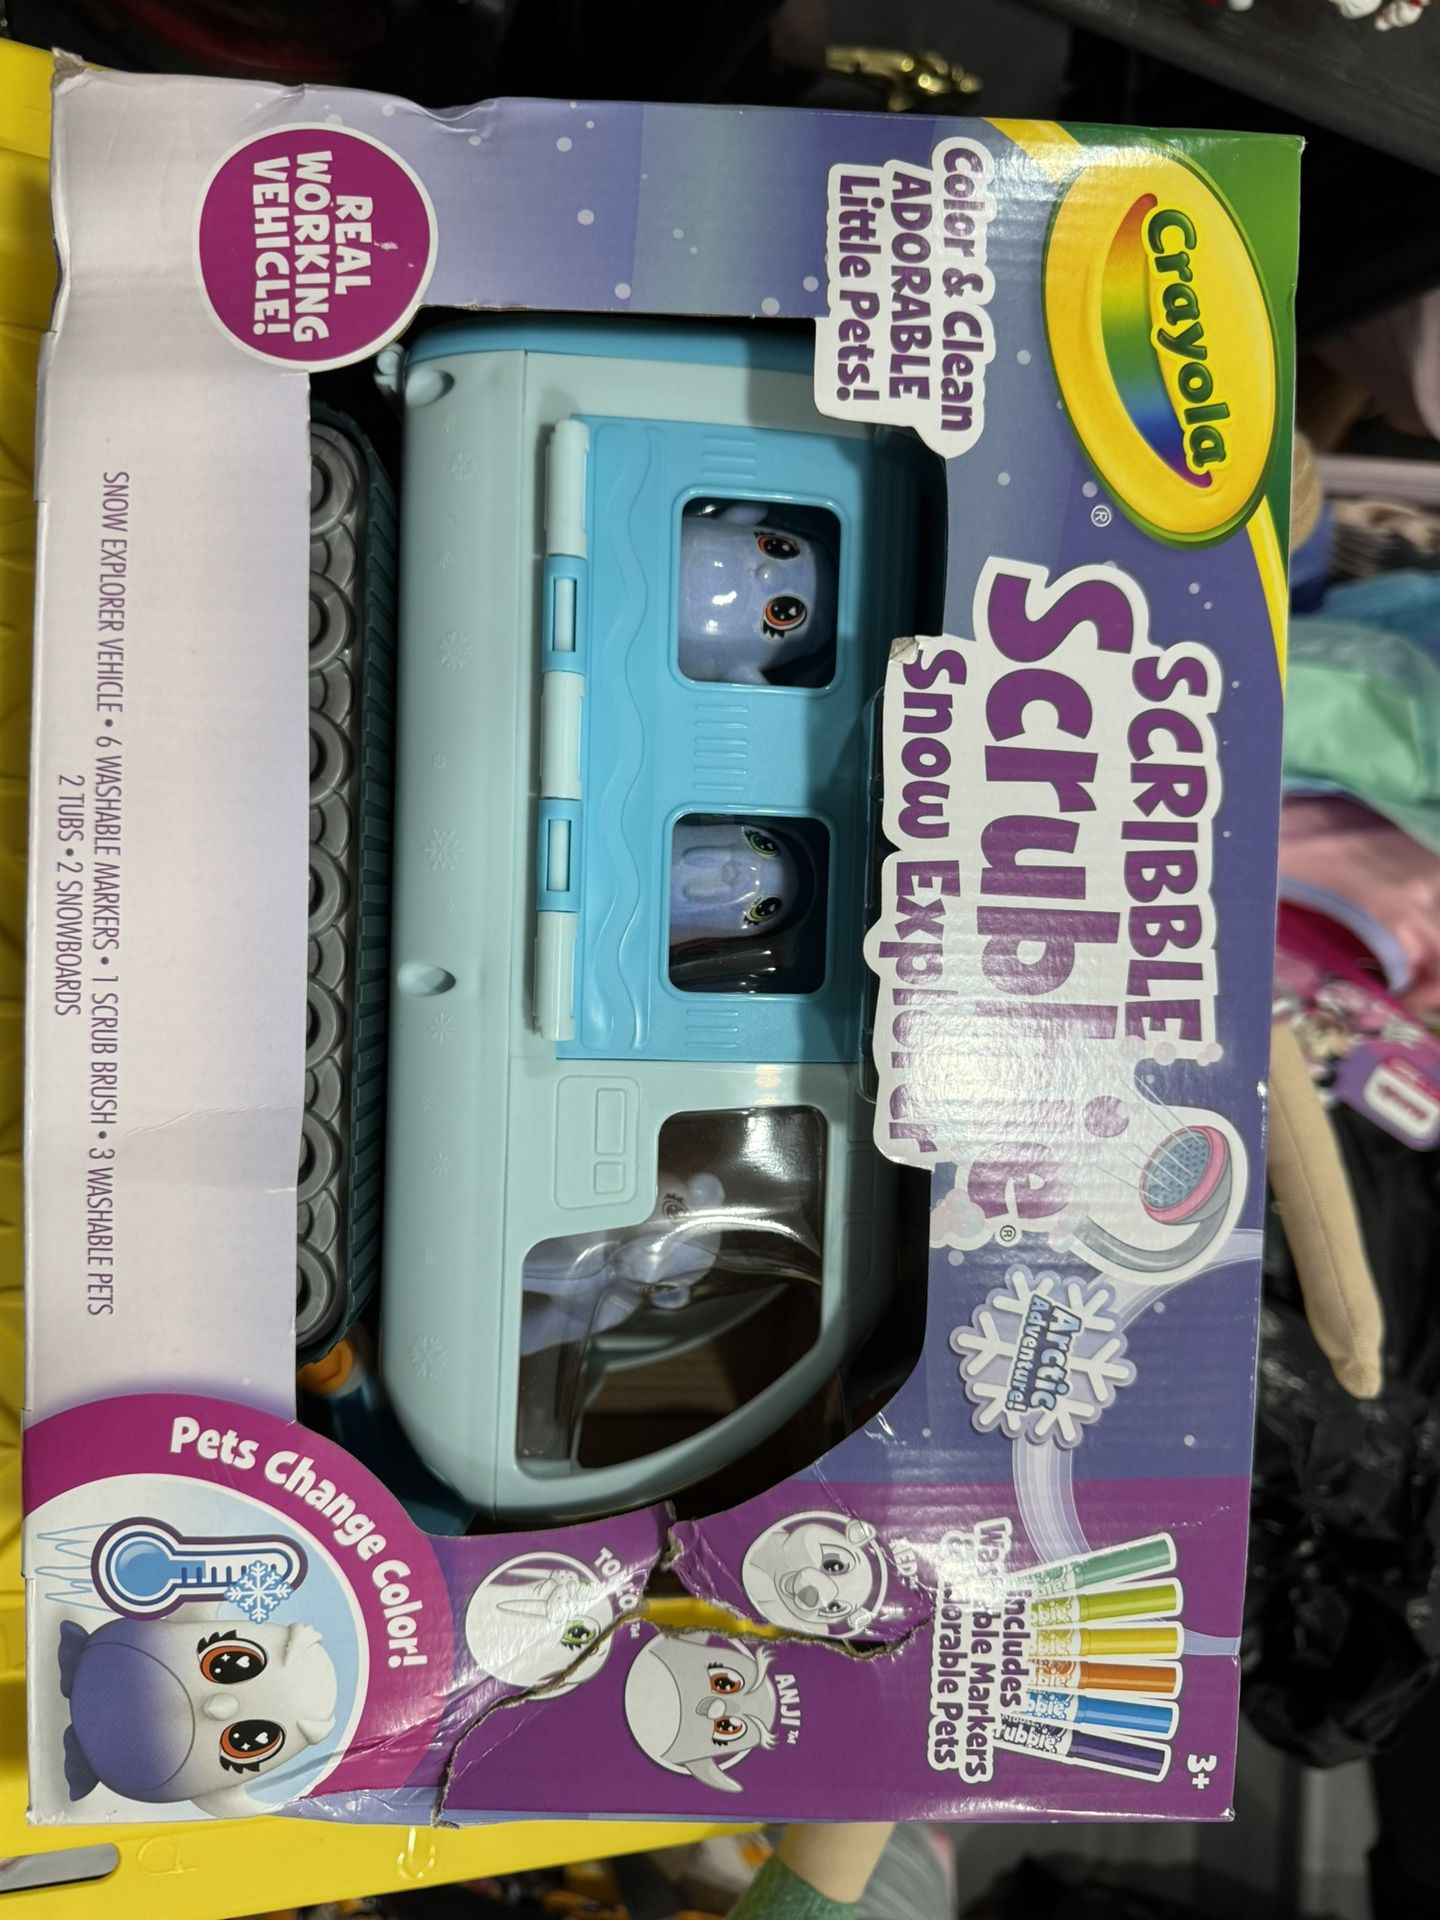 Crayola
®
Color & Clean
ADORABLE
Little Pets!
SCRIBBLE
Scrubbie®
Snow Explorer
Arctic
Adventure!
3+
Includes
Washable Markers
Adorable Pets
ANJI™
REAL
WORKING
VEHICLE!
Pets Change Color!
SNOW EXPLORER VEHICLE • 6 WASHABLE MARKERS • 1 SCRUB BRUSH • 3 WASHABLE PETS
2 TUBS • 2 SNOWBOARDS